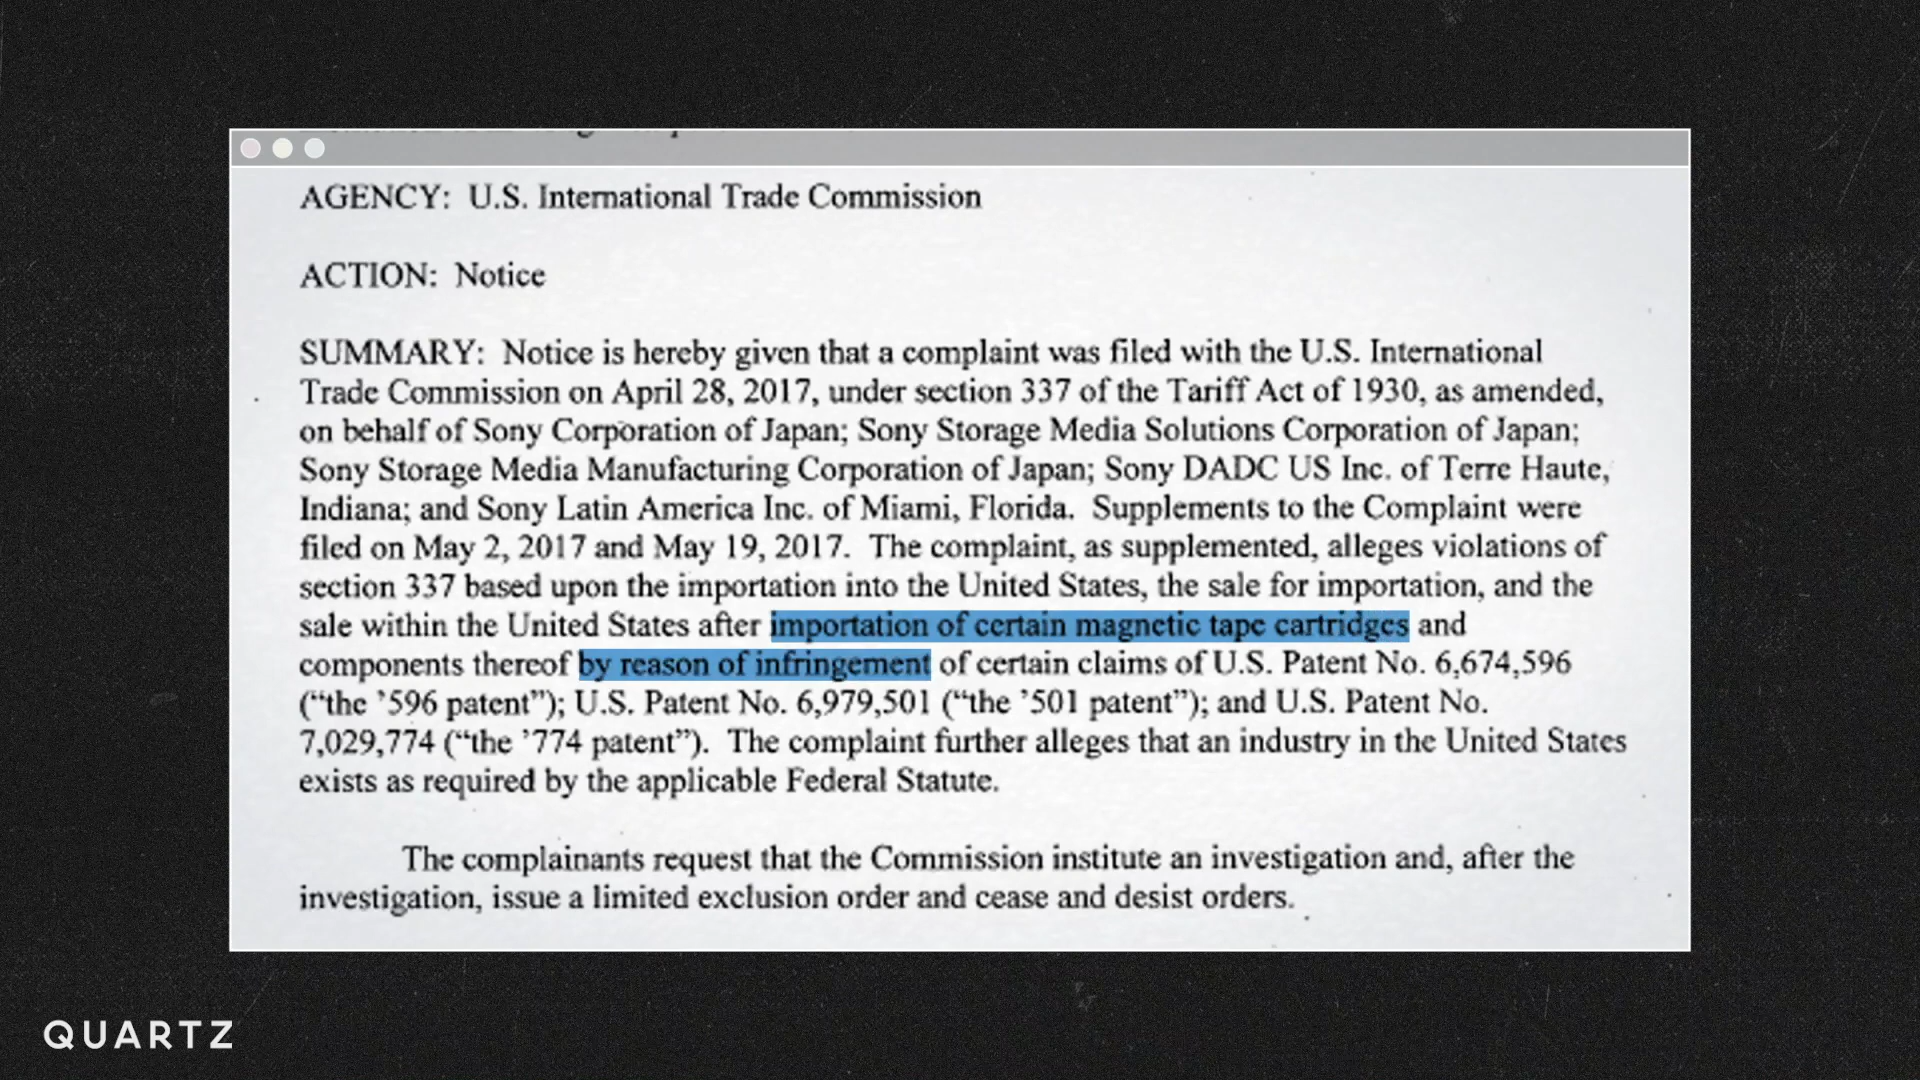 AGENCY: U.S. International Trade Commission
ACTION: Notice
SUMMARY: Notice is hereby given that a complaint was filed with the U.S. International
Trade Commission on April 28, 2017, under section 337 of the Tariff Act of 1930, as amended,
on behalf of Sony Corporation of Japan; Sony Storage Media Solutions Corporation of Japan;
Sony Storage Media Manufacturing Corporation of Japan; Sony DADC US Inc. of Terre Haute,
Indiana; and Sony Latin America Inc. of Miami, Florida. Supplements to the Complaint were
filed on May 2, 2017 and May 19, 2017. The complaint, as supplemented, alleges violations of
section 337 based upon the importation into the United States, the sale for importation, and the
sale within the United States after importation of certain magnetic tape cartridges and
components thereof by reason of infringement of certain claims of U.S. Patent No. 6,674,596
(“the ’596 patent”); U.S. Patent No. 6,979,501 (“the ’501 patent”); and U.S. Patent No.
7,029,774 (“the ’774 patent”). The complaint further alleges that an industry in the United States
exists as required by the applicable Federal Statute.
The complainants request that the Commission institute an investigation and, after the
investigation, issue a limited exclusion order and cease and desist orders.
QUARTZ